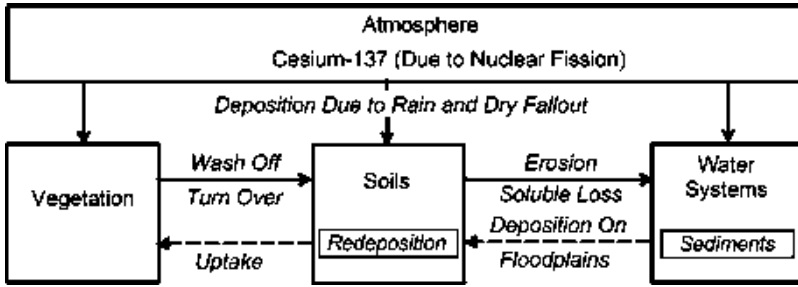 Atmosphere
Cesium-137 (Due to Nuclear Fission)
Deposition Due to Rain and Dry Fallout
Vegetation
Wash Off
Turn Over
Uptake
Soils
Redeposition
Erosion
Soluble Loss
Deposition On
Floodplains
Water
Systems
Sediments